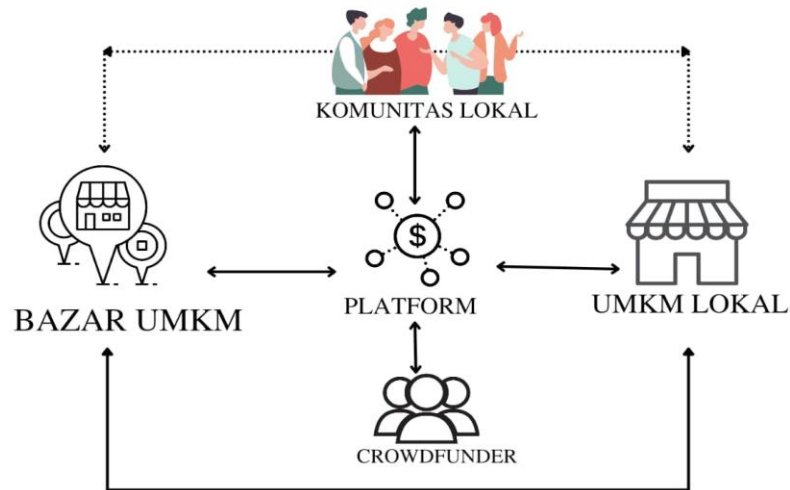 KOMUNITAS LOKAL
$
BAZAR UMKM
PLATFORM
UMKM LOKAL
CROWDFUNDER